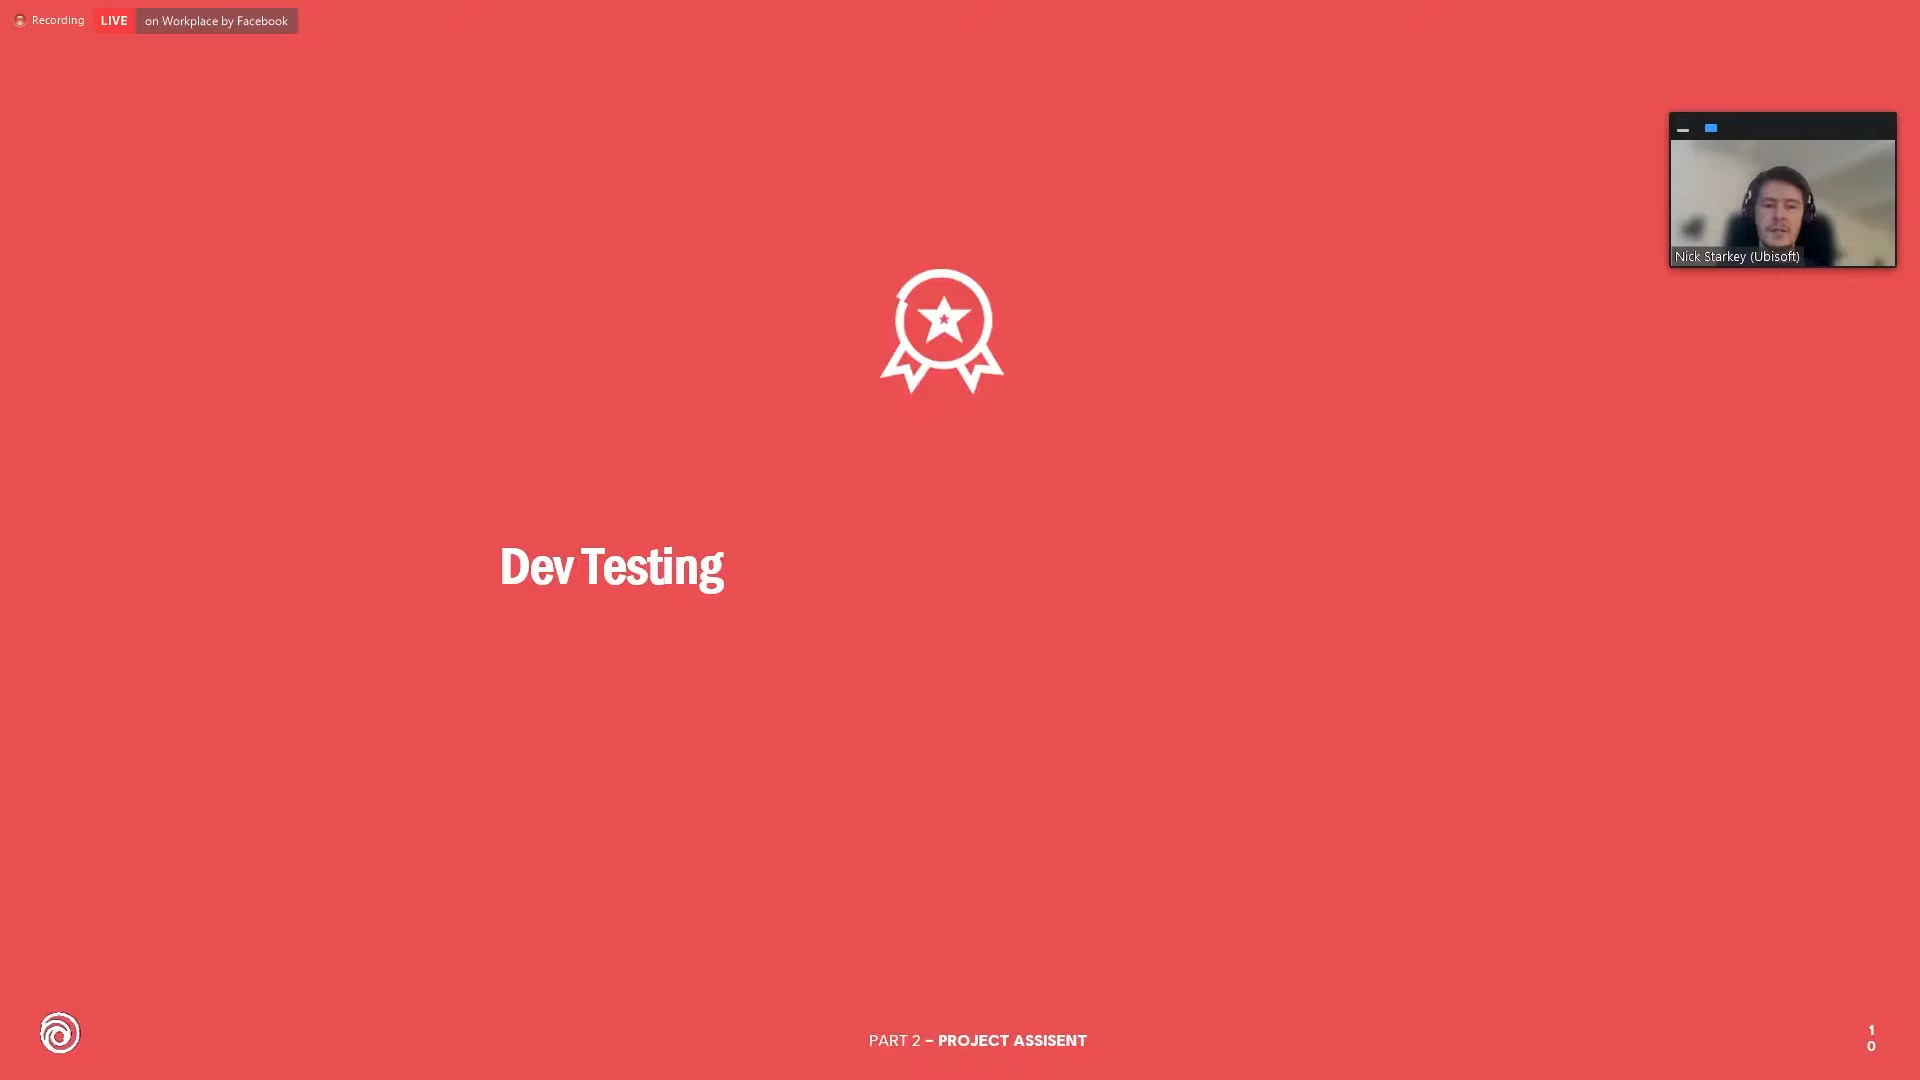 Recording LIVE on Workplace by Facebook
Nick Starkey (Ubisoft)
Dev Testing
PART 2 – PROJECT ASSISENT
1
0